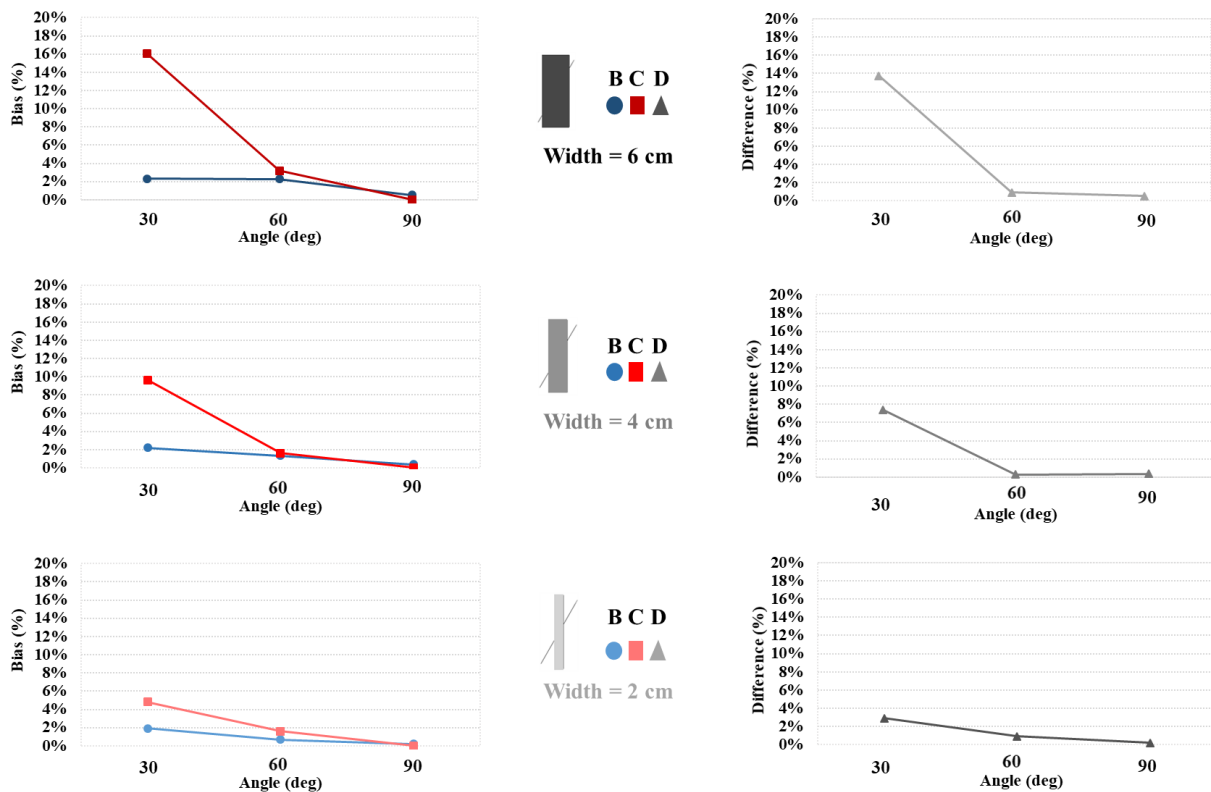 20%
18%
16%
14%
12%
10%
8%
6%
4%
2%
0%
Bias (%)
30 60 90
Angle (deg)
B C D
Width = 6 cm
20%
18%
16%
14%
12%
10%
8%
6%
4%
2%
0%
Difference (%)
30 60 90
Angle (deg)
20%
18%
16%
14%
12%
10%
8%
6%
4%
2%
0%
Bias (%)
30 60 90
Angle (deg)
B C D
Width = 4 cm
20%
18%
16%
14%
12%
10%
8%
6%
4%
2%
0%
Difference (%)
30 60 90
Angle (deg)
20%
18%
16%
14%
12%
10%
8%
6%
4%
2%
0%
Bias (%)
30 60 90
Angle (deg)
B C D
Width = 2 cm
20%
18%
16%
14%
12%
10%
8%
6%
4%
2%
0%
Difference (%)
30 60 90
Angle (deg)